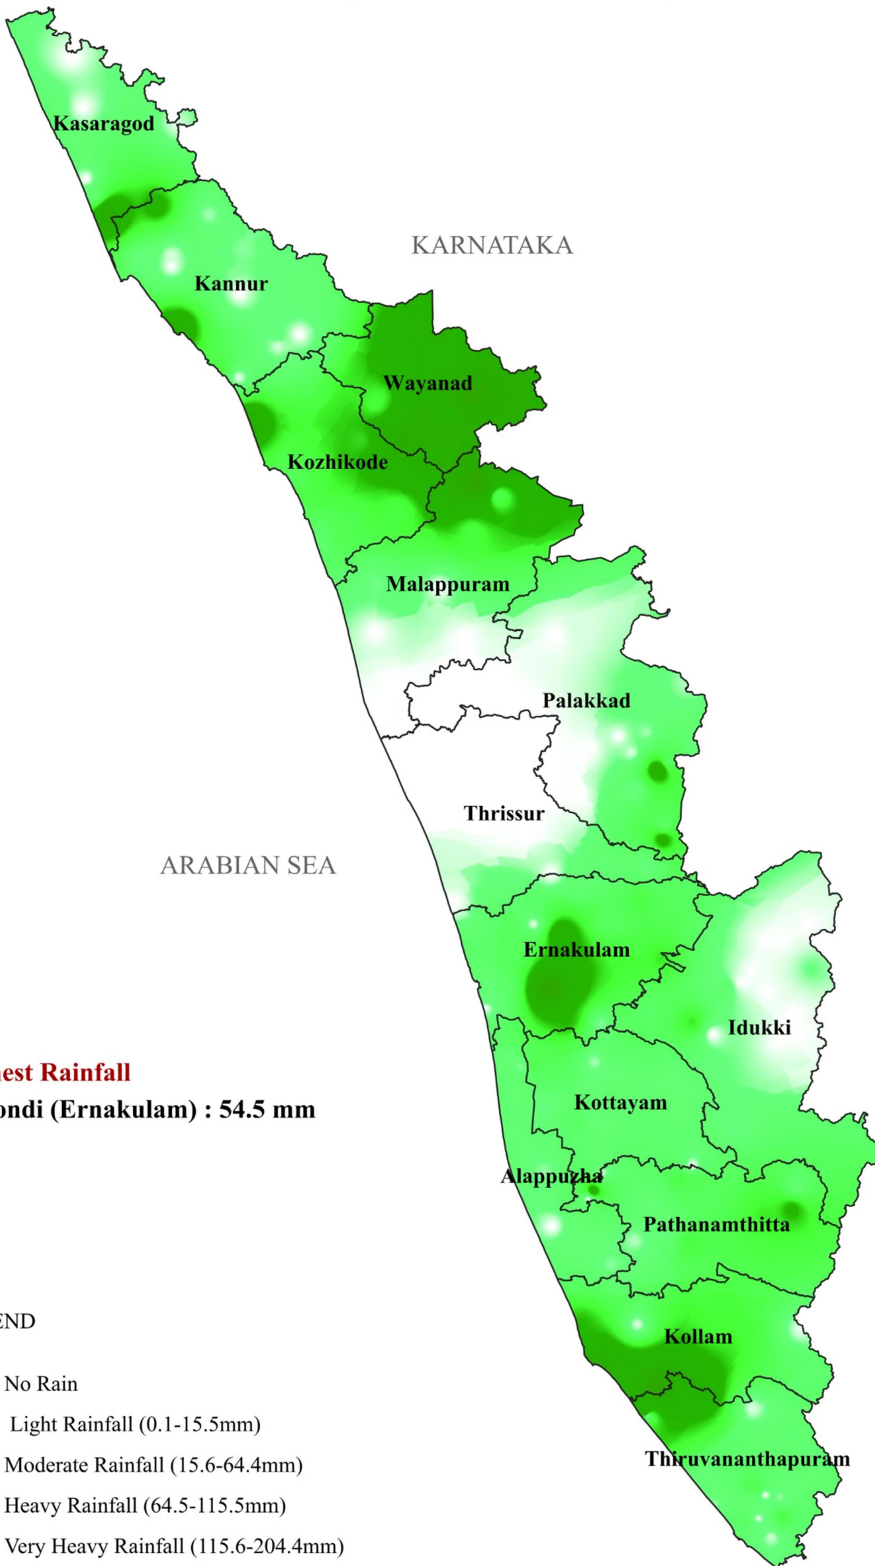 Kasaragod
KARNATAKA
Kannur
Wayanad
Kozhikode
Malappuram
Palakkad
Thrissur
ARABIAN SEA
Ernakulam
Idukki
est Rainfall
ondi (Ernakulam) : 54.5 mm
Kottayam
Alappuzha
Pathanamthitta
END
Kollam
No Rain
Light Rainfall (0.1-15.5mm)
Thiruvananthapuram
Moderate Rainfall (15.6-64.4mm)
Heavy Rainfall (64.5-115.5mm)
Very Heavy Rainfall (115.6-204.4mm)